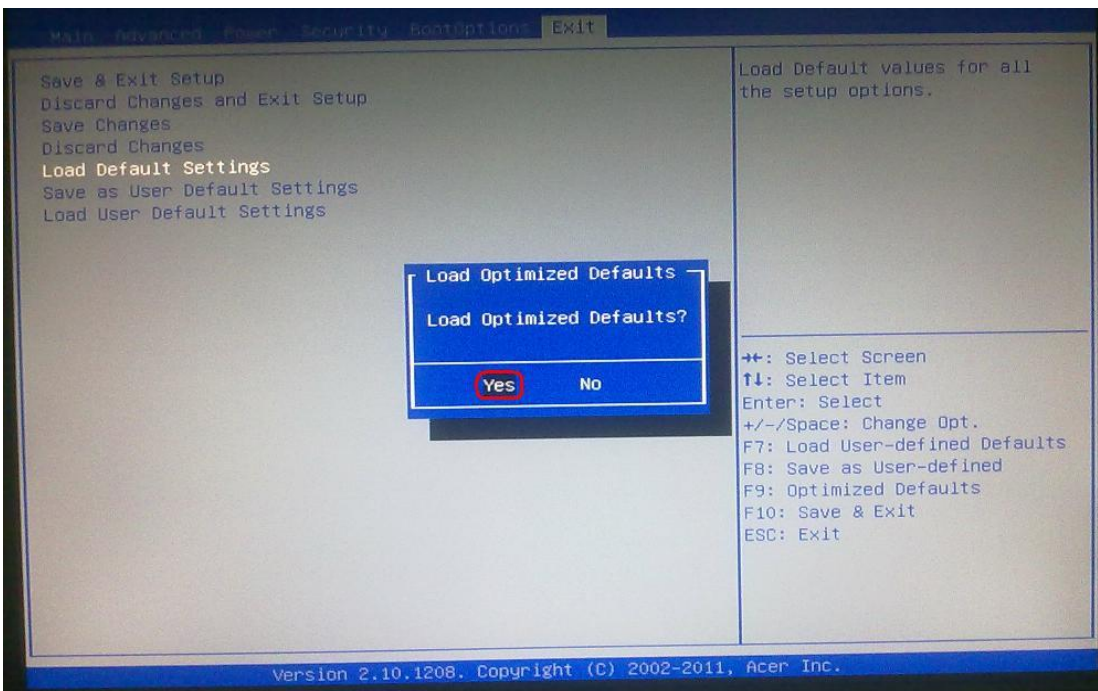 Main Advanced Power Security BootOptions Exit
Save & Exit Setup
Discard Changes and Exit Setup
Save Changes
Discard Changes
Load Default Settings
Save as User Default Settings
Load User Default Settings
Load Default values for all
the setup options.
Load Optimized Defaults
Load Optimized Defaults?
Yes No
→←: Select Screen
↑↓: Select Item
Enter: Select
+/-/Space: Change Opt.
F7: Load User-defined Defaults
F8: Save as User-defined
F9: Optimized Defaults
F10: Save & Exit
ESC: Exit
Version 2.10.1208. Copyright (C) 2002-2011, Acer Inc.